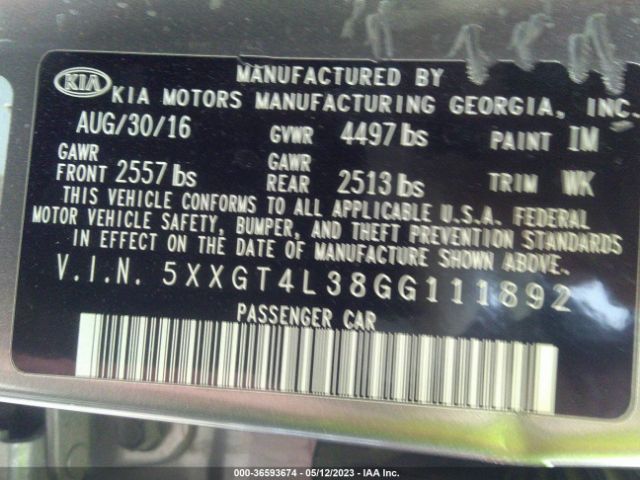 KIA
MANUFACTURED BY
KIA MOTORS MANUFACTURING GEORGIA, INC.
AUG/30/16 GVWR 4497 lbs PAINT IM
GAWR FRONT 2557 lbs GAWR REAR 2513 lbs TRIM WK
THIS VEHICLE CONFORMS TO ALL APPLICABLE U.S.A. FEDERAL
MOTOR VEHICLE SAFETY, BUMPER, AND THEFT PREVENTION STANDARDS
IN EFFECT ON THE DATE OF MANUFACTURE SHOWN ABOVE.
V.I.N. 5XXGT4L38GG111892
PASSENGER CAR
000-36593674 - 05/12/2023 - IAA Inc.